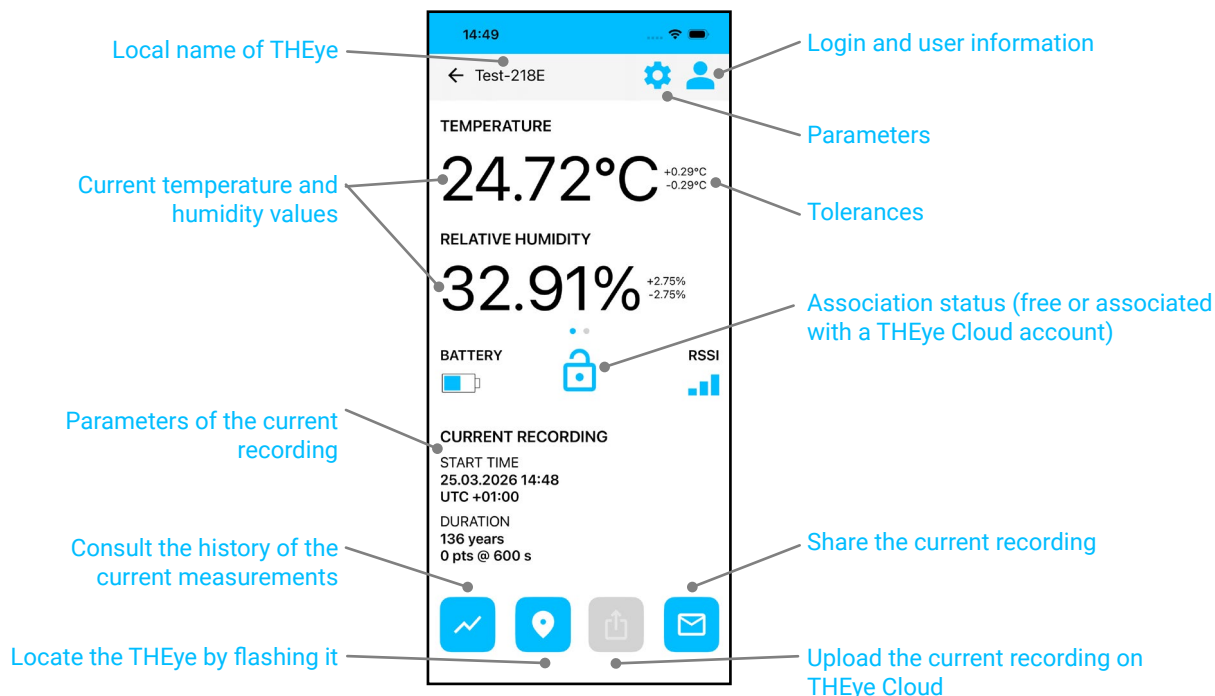 14:49
Local name of THEye
Login and user information
Test-218E
TEMPERATURE
Parameters
24.72°C
+0.29°C
-0.29°C
Current temperature and
humidity values
Tolerances
RELATIVE HUMIDITY
32.91%
+2.75%
-2.75%
Association status (free or associated
with a THEye Cloud account)
BATTERY
RSSI
Parameters of the current
recording
CURRENT RECORDING
START TIME
25.03.2026 14:48
UTC +01:00
DURATION
136 years
0 pts @ 600 s
Consult the history of the
current measurements
Share the current recording
Locate the THEye by flashing it
Upload the current recording on
THEye Cloud